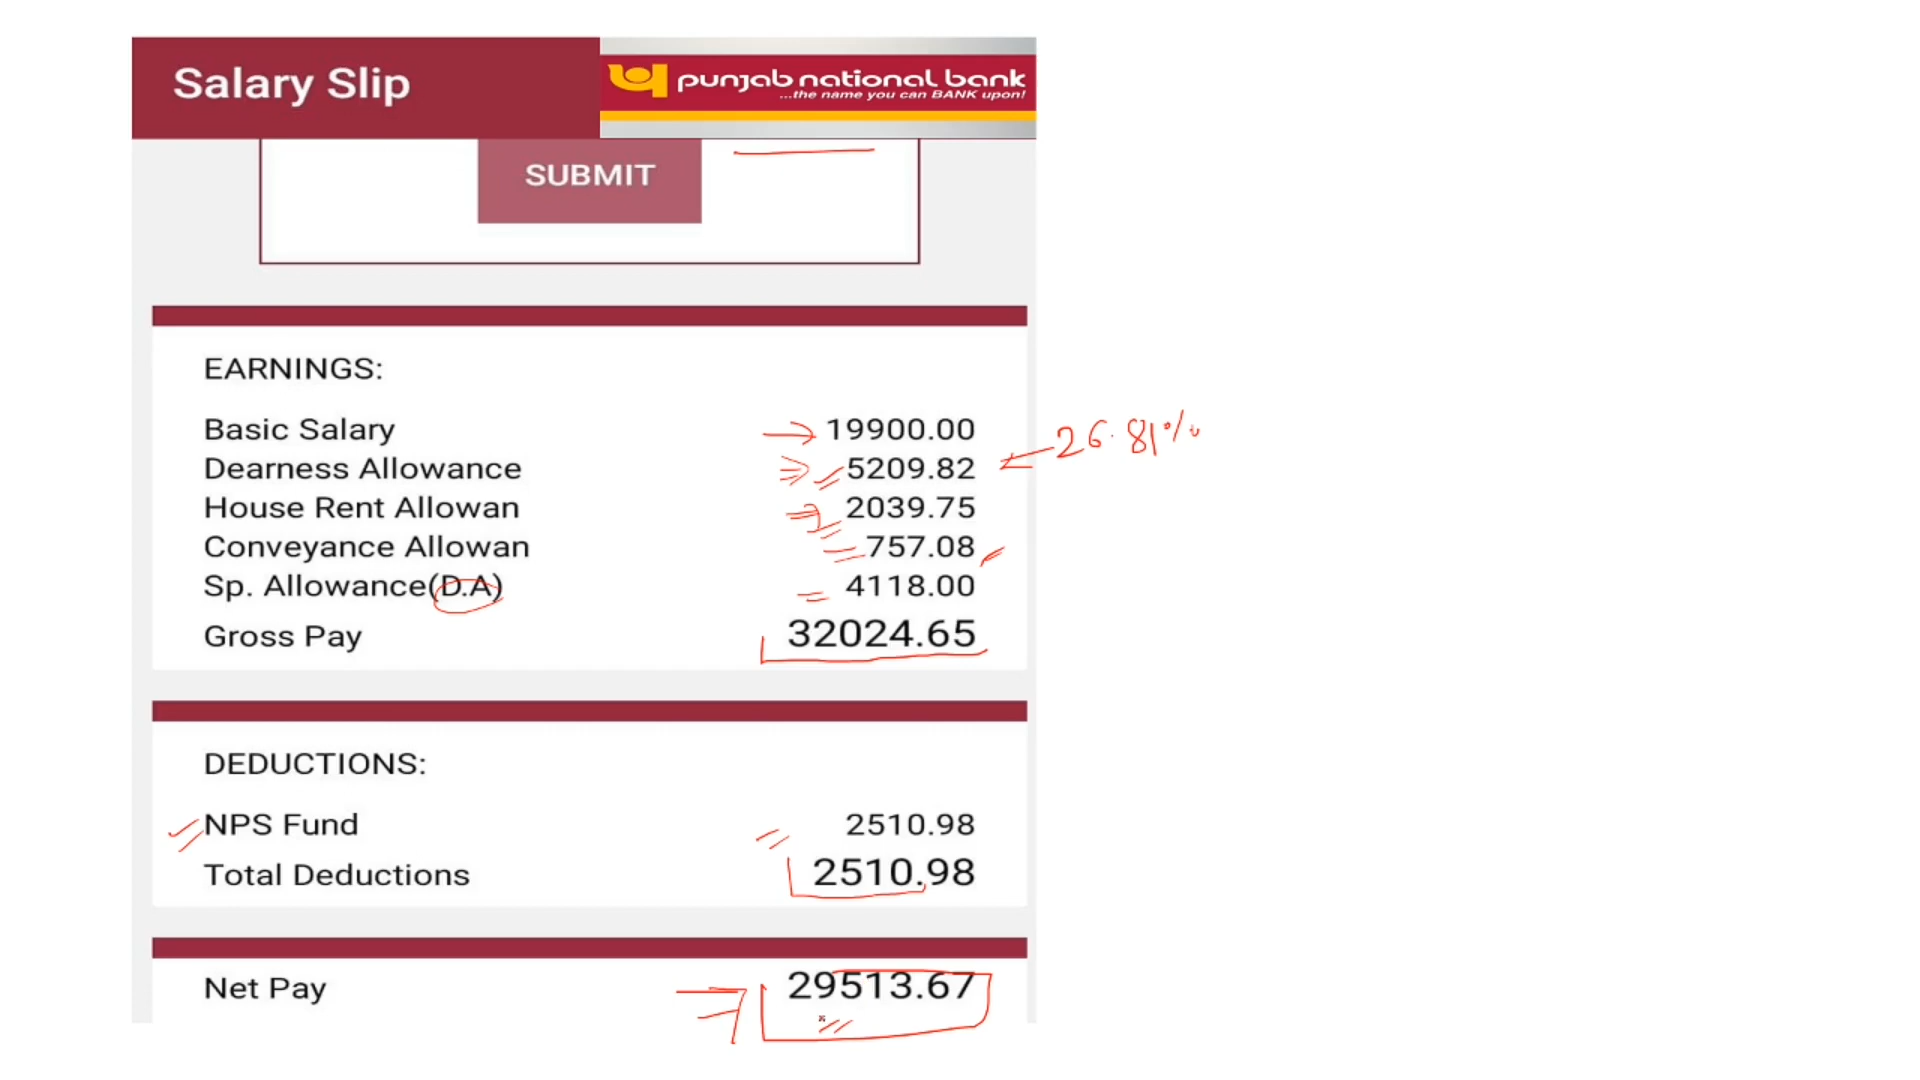 Salary Slip
punjab national bank
...the name you can BANK upon!
SUBMIT
EARNINGS:
Basic Salary 19900.00
26.81%
Dearness Allowance 5209.82
House Rent Allowan 2039.75
Conveyance Allowan 757.08
Sp. Allowance(D.A) 4118.00
Gross Pay 32024.65
DEDUCTIONS:
NPS Fund 2510.98
Total Deductions 2510.98
Net Pay 29513.67